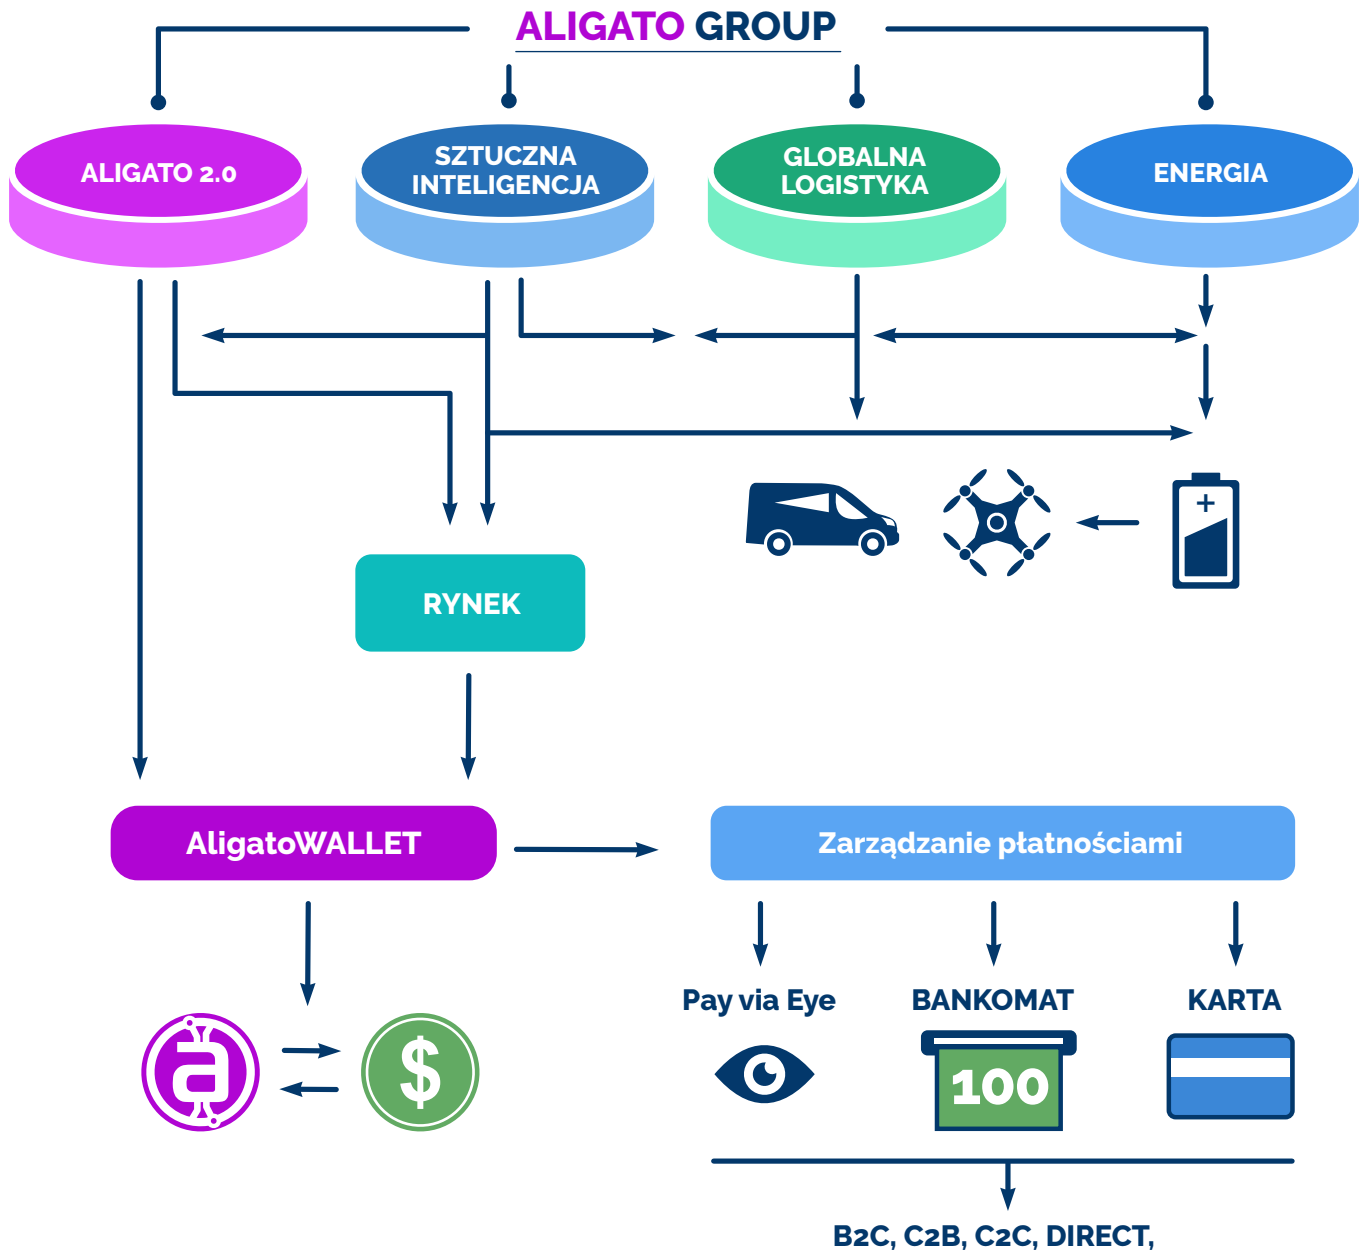 ALIGATO GROUP
ALIGATO 2.0
SZTUCZNA
INTELIGENCJA
GLOBALNA
LOGISTYKA
ENERGIA
+
RYNEK
AligatoWALLET
Zarządzanie płatnościami
Pay via Eye
BANKOMAT
KARTA
a
$
100
B2C, C2B, C2C, DIRECT,